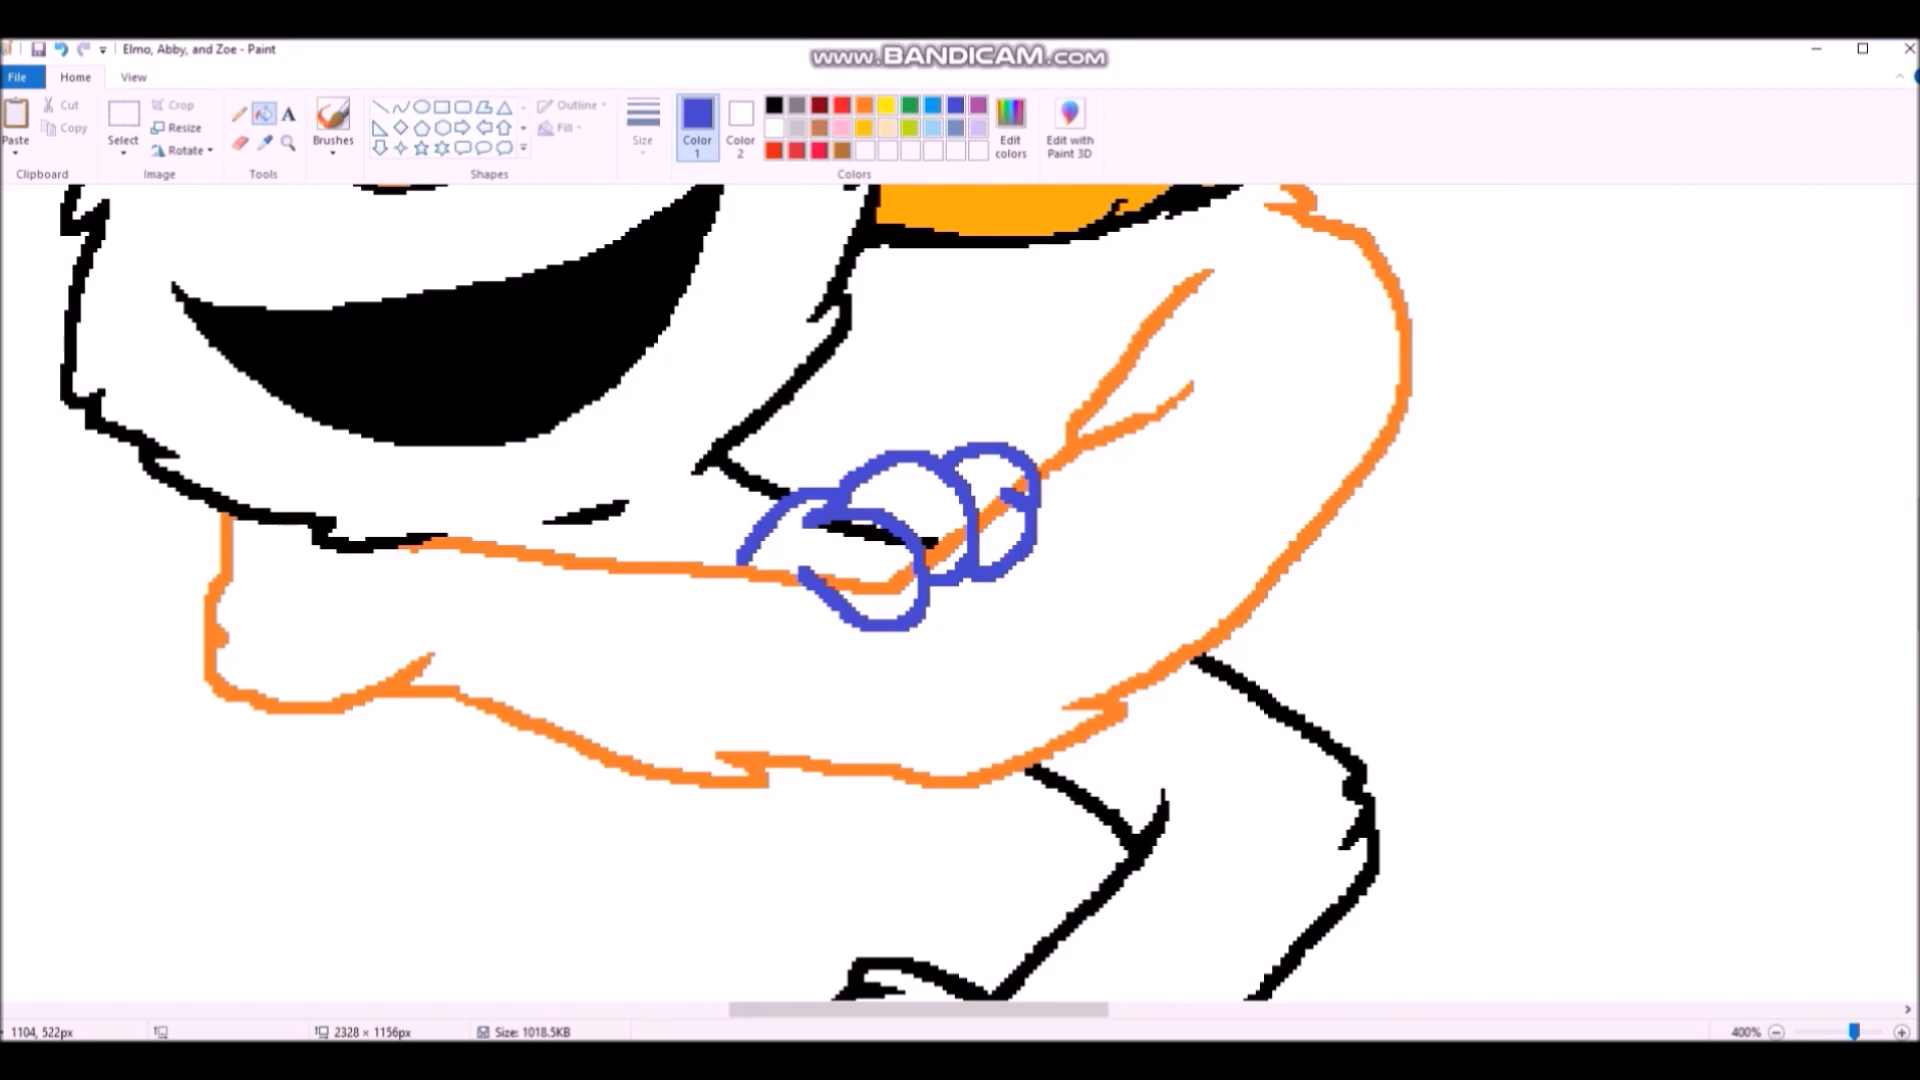 Elmo, Abby, and Zoe - Paint
www.BANDICAM.com
File Home View
Paste
Cut
Copy
Clipboard
Select
Crop
Resize
Rotate
Image
Tools
Brushes
Shapes
Outline
Fill
Size
Color 1
Color 2
Colors
Edit colors
Edit with Paint 3D
1104, 522px
2328 × 1156px
Size: 1018.5KB
400%